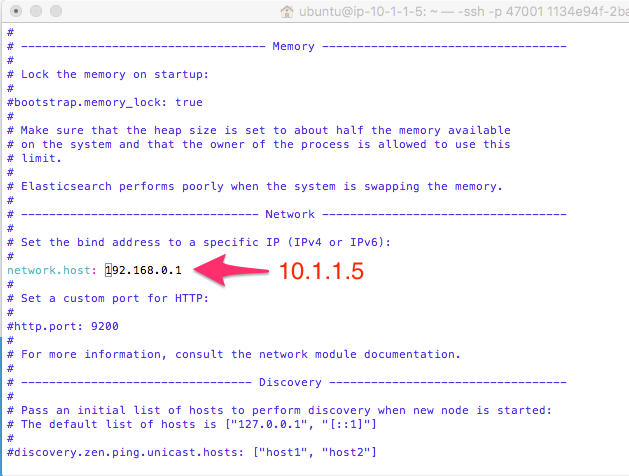 ubuntu@ip-10-1-1-5: ~ — -ssh -p 47001 1134e94f-2ba
#
# ----------------------------------- Memory -----------------------------------
#
# Lock the memory on startup:
#
#bootstrap.memory_lock: true
#
# Make sure that the heap size is set to about half the memory available
# on the system and that the owner of the process is allowed to use this
# limit.
#
# Elasticsearch performs poorly when the system is swapping the memory.
#
# ---------------------------------- Network -----------------------------------
#
# Set the bind address to a specific IP (IPv4 or IPv6):
#
network.host: 192.168.0.1 10.1.1.5
#
# Set a custom port for HTTP:
#
#http.port: 9200
#
# For more information, consult the network module documentation.
#
# --------------------------------- Discovery ----------------------------------
#
# Pass an initial list of hosts to perform discovery when new node is started:
# The default list of hosts is ["127.0.0.1", "[::1]"]
#
#discovery.zen.ping.unicast.hosts: ["host1", "host2"]